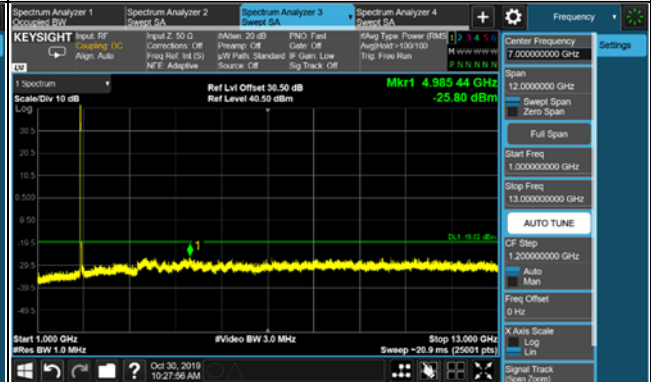 Spectrum Analyzer 1
Occupied BW
Spectrum Analyzer 2
Swept SA
Spectrum Analyzer 3
Swept SA
Spectrum Analyzer 4
Swept SA
Frequency
KEYSIGHT
Input: RF
Coupling: DC
Align: Auto
Input Z: 50 Ω
Corrections: Off
Freq Ref: Int (S)
NFE: Adaptive
#Atten: 20 dB
Preamp: Off
µW Path: Standard
Source: Off
PNO: Fast
Gate: Off
IF Gain: Low
Sig Track: Off
#Avg Type: Power (RMS
Avg|Hold:>100/100
Trig: Free Run
1 2 3 4 5 6
M W W W W W
P N N N N N
Center Frequency
7.000000000 GHz
Settings
Span
12.0000000 GHz
Swept Span
Zero Span
Full Span
Start Freq
1.000000000 GHz
Stop Freq
13.000000000 GHz
AUTO TUNE
CF Step
1.200000000 GHz
Auto
Man
Freq Offset
0 Hz
X Axis Scale
Log
Lin
Signal Track
(Span Zoom)
1 Spectrum
Scale/Div 10 dB
Log
Ref Lvl Offset 30.50 dB
Ref Level 40.50 dBm
Mkr1 4.985 44 GHz
-25.80 dBm
30.5
20.5
10.5
0.500
-9.50
-19.5
-29.5
-39.5
-49.5
1
DL1 -19.02 dBm
Start 1.000 GHz
#Res BW 1.0 MHz
#Video BW 3.0 MHz
Stop 13.000 GHz
Sweep ~20.9 ms (25001 pts)
Oct 30, 2019
10:27:56 AM